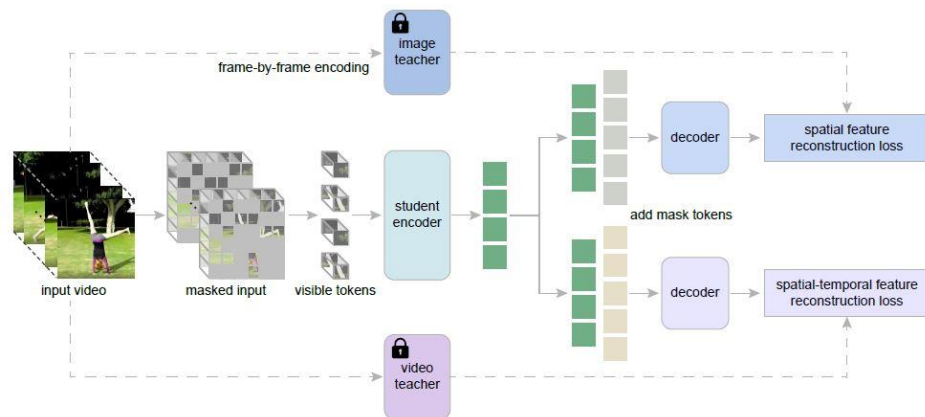 image
teacher
frame-by-frame encoding
decoder
spatial feature
reconstruction loss
student
encoder
add mask tokens
input video
masked input
visible tokens
decoder
spatial-temporal feature
reconstruction loss
video
teacher